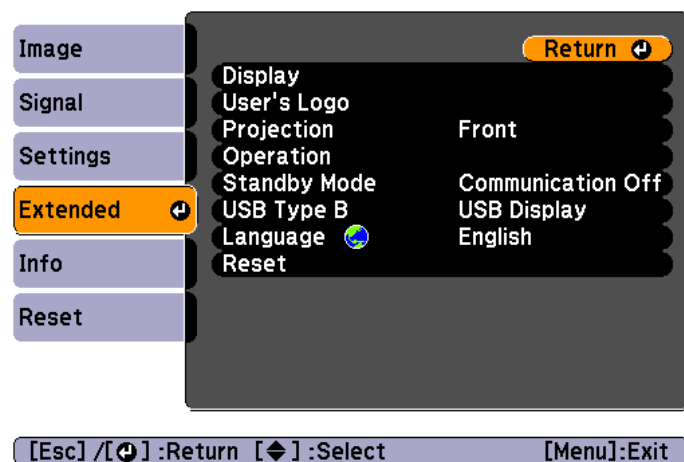 Image
Signal
Settings
Extended
Info
Reset
Return
Display
User's Logo
Projection Front
Operation
Standby Mode Communication Off
USB Type B USB Display
Language English
Reset
[Esc] /[ ] :Return [ ] :Select [Menu]:Exit